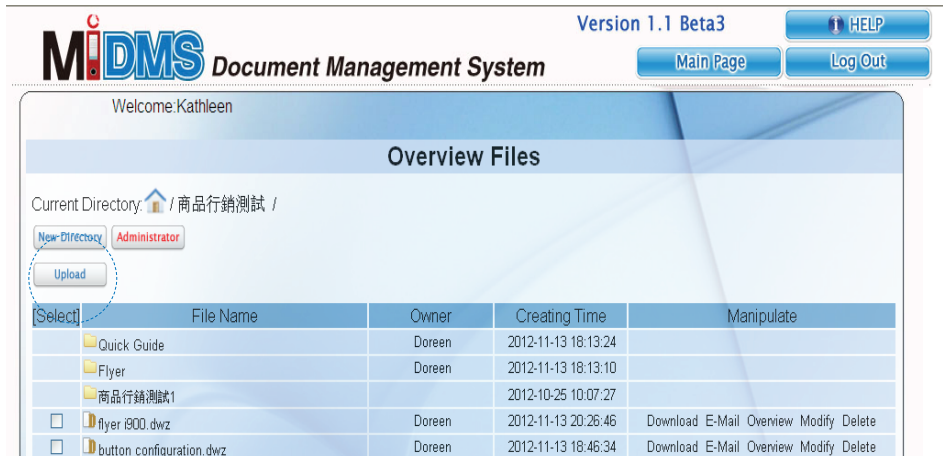 Version 1.1 Beta3 HELP
MiDMS Document Management System Main Page Log Out
Welcome:Kathleen
Overview Files
Current Directory: / 商品行銷測試 /
New Directory Administrator
Upload
[Select] File Name Owner Creating Time Manipulate
Quick Guide Doreen 2012-11-13 18:13:24
Flyer Doreen 2012-11-13 18:13:10
商品行銷測試1 2012-10-25 10:07:27
flyer i900.dwz Doreen 2012-11-13 20:26:46 Download E-Mail Overview Modify Delete
button configuration.dwz Doreen 2012-11-13 18:46:34 Download E-Mail Overview Modify Delete